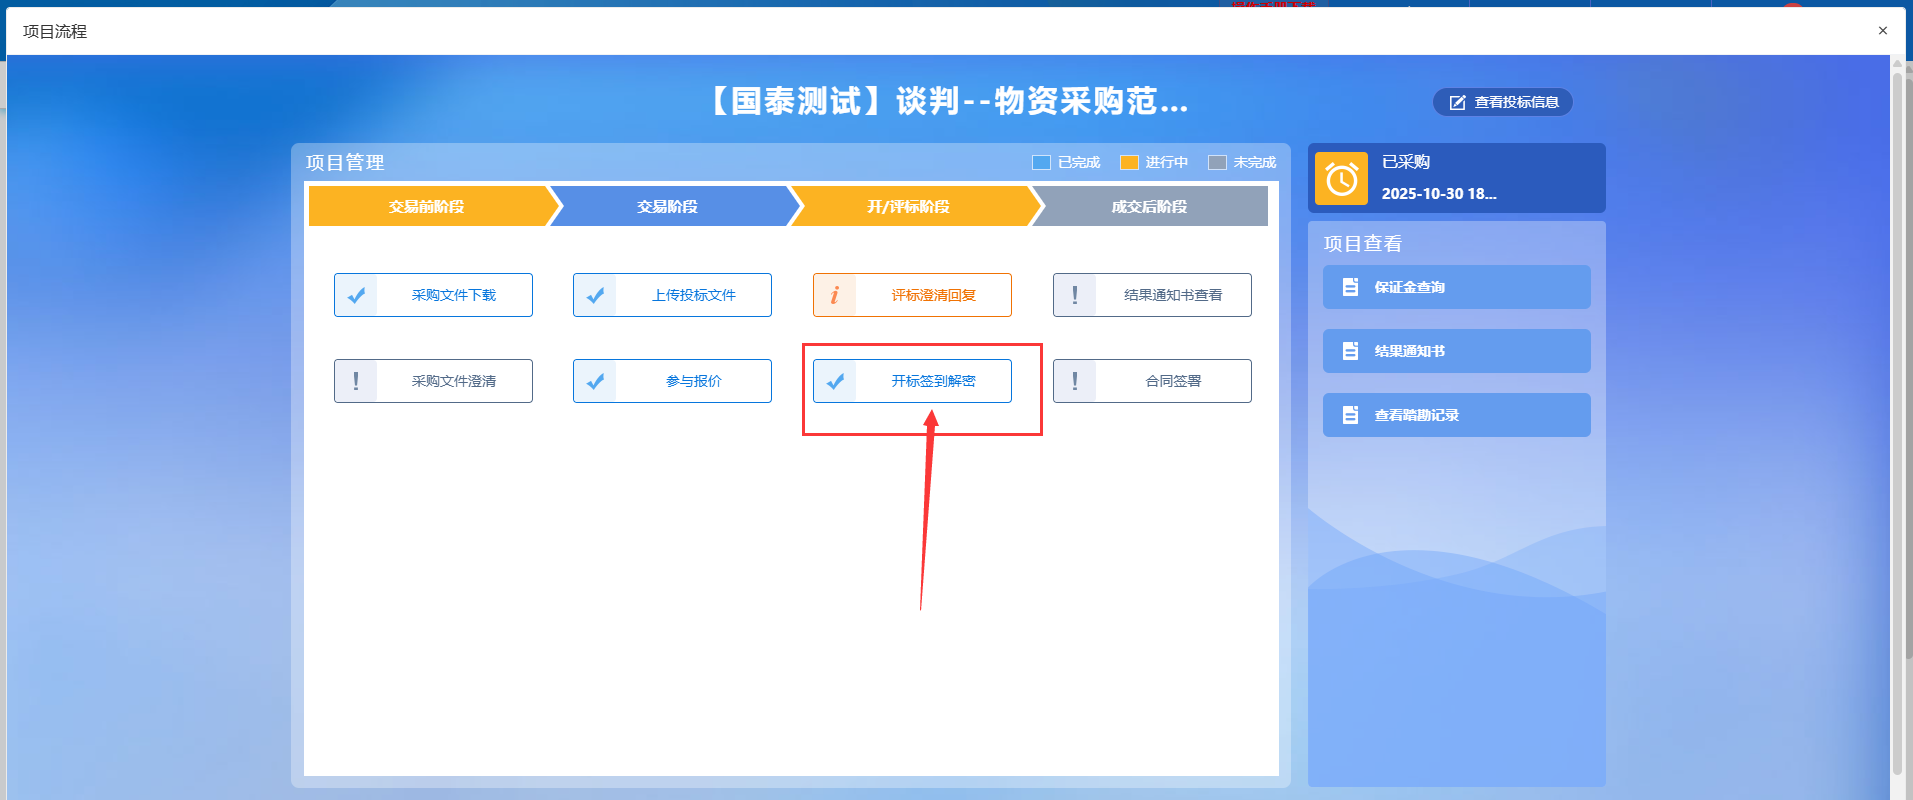 项目流程
×
【国泰测试】谈判--物资采购范...
查看投标信息
项目管理
已完成
进行中
未完成
交易前阶段
交易阶段
开/评标阶段
成交后阶段
采购文件下载
上传投标文件
评标澄清回复
结果通知书查看
采购文件澄清
参与报价
开标签到解密
合同签署
已采购
2025-10-30 18...
项目查看
保证金查询
结果通知书
查看踏勘记录